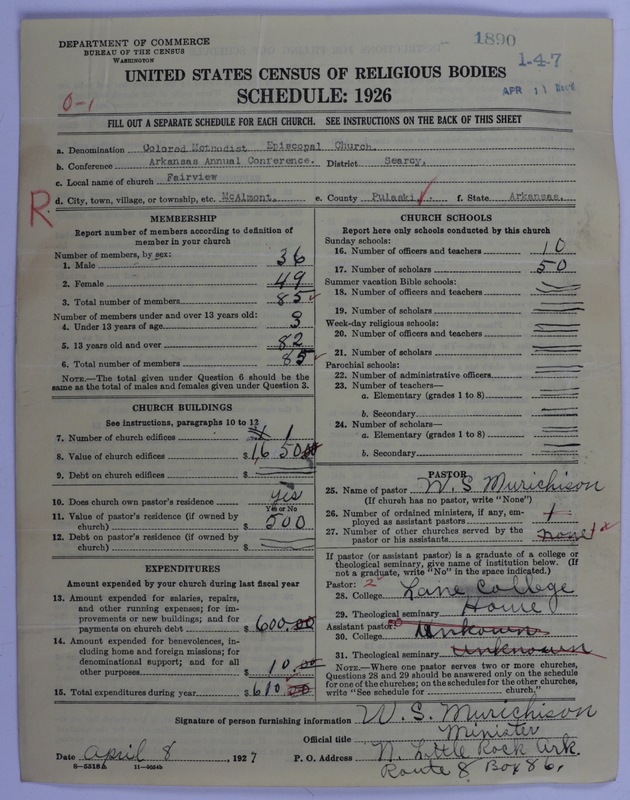 DEPARTMENT OF COMMERCE
BUREAU OF THE CENSUS
WASHINGTON
1890
1-4-7
APR 11
0-1
UNITED STATES CENSUS OF RELIGIOUS BODIES
SCHEDULE: 1926
FILL OUT A SEPARATE SCHEDULE FOR EACH CHURCH. SEE INSTRUCTIONS ON THE BACK OF THIS SHEET
a. Denomination Colored Methodist Episcopal Church.
b. Conference Arkansas Annual Conference. District Searcy,
c. Local name of church Fairview
R
d. City, town, village, or township, etc. McAlmont, e. County Pulaski, f. State Arkansas,
MEMBERSHIP
Report number of members according to definition of
member in your church
Number of members, by sex:
1. Male 36
2. Female 49
3. Total number of members 85
Number of members under and over 13 years old:
4. Under 13 years of age 3
5. 13 years old and over 82
6. Total number of members 85
NOTE.—The total given under Question 6 should be the
same as the total of males and females given under Question 3.
CHURCH BUILDINGS
See instructions, paragraphs 10 to 12
7. Number of church edifices 1
8. Value of church edifices $ 1650 00
9. Debt on church edifices $
10. Does church own pastor's residence yes
Yes or No
11. Value of pastor's residence (if owned by
church) $ 500
12. Debt on pastor's residence (if owned by
church) $
EXPENDITURES
Amount expended by your church during last fiscal year
13. Amount expended for salaries, repairs,
and other running expenses; for im-
provements or new buildings; and for
payments on church debt $ 600.00
14. Amount expended for benevolences, in-
cluding home and foreign missions; for
denominational support; and for all
other purposes $ 10.00
15. Total expenditures during year $ 610.00
CHURCH SCHOOLS
Report here only schools conducted by this church
Sunday schools:
16. Number of officers and teachers 10
17. Number of scholars 50
Summer vacation Bible schools:
18. Number of officers and teachers
19. Number of scholars
Week-day religious schools:
20. Number of officers and teachers
21. Number of scholars
Parochial schools:
22. Number of administrative officers
23. Number of teachers—
a. Elementary (grades 1 to 8)
b. Secondary
24. Number of scholars—
a. Elementary (grades 1 to 8)
b. Secondary
PASTOR
25. Name of pastor W. S. Murichison
(If church has no pastor, write "None")
26. Number of ordained ministers, if any, em-
ployed as assistant pastors 1
27. Number of other churches served by the
pastor or his assistants none
If pastor (or assistant pastor) is a graduate of a college or
theological seminary, give name of institution below. (If
not a graduate, write "No" in the space indicated.)
Pastor: 2
28. College Lane College
29. Theological seminary Home
Assistant pastor: 0
30. College Unkown
31. Theological seminary Unknown
NOTE.—Where one pastor serves two or more churches,
Questions 28 and 29 should be answered only on the schedule
for one of the churches; on the schedules for the other churches,
write "See schedule for church."
Signature of person furnishing information W. S. Murichison
Official title Minister
Date april 8, 1927 P. O. Address N. Little Rock Ark.
Route 8 Box 86,
8-5318A 11-9054b